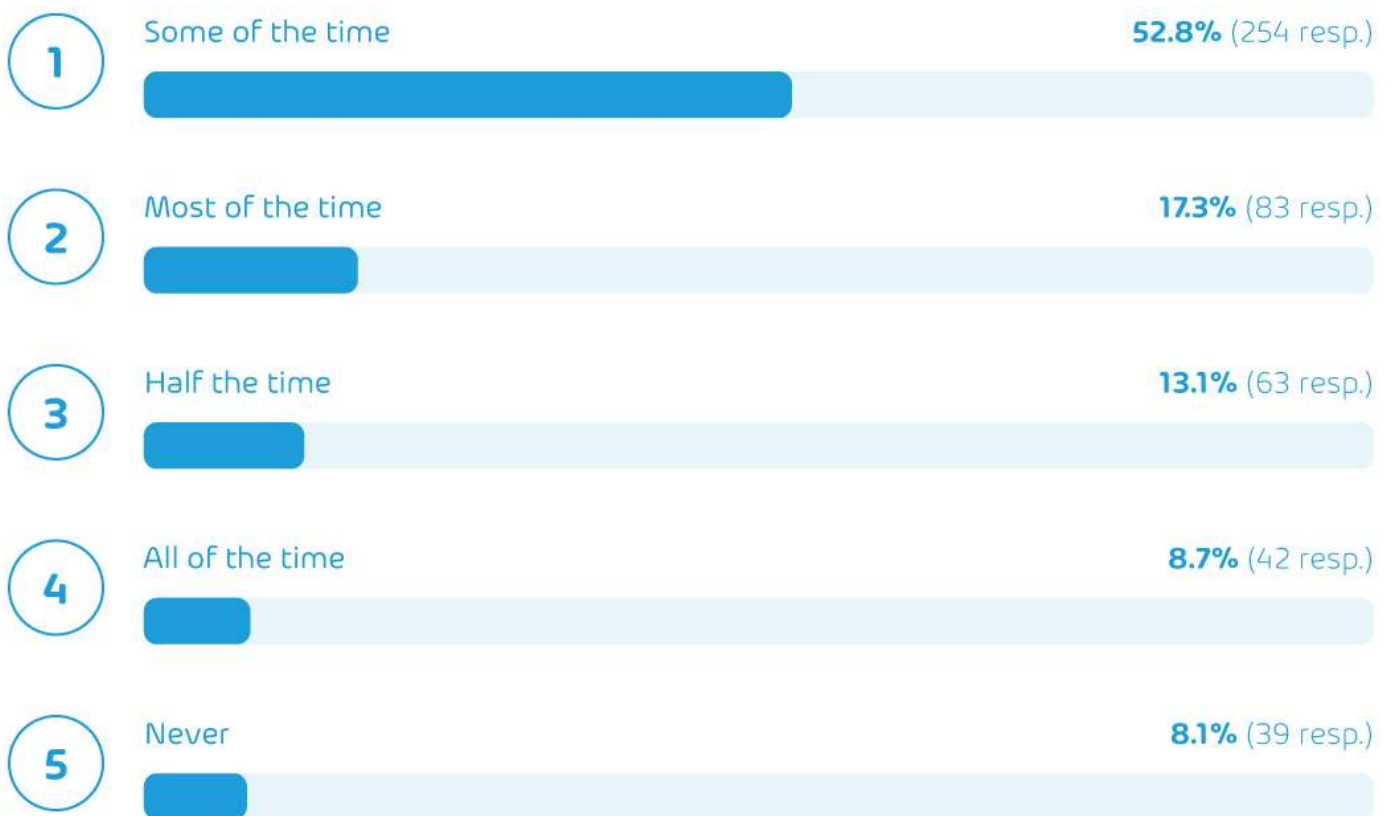 1
Some of the time 52.8% (254 resp.)
2
Most of the time 17.3% (83 resp.)
3
Half the time 13.1% (63 resp.)
4
All of the time 8.7% (42 resp.)
5
Never 8.1% (39 resp.)